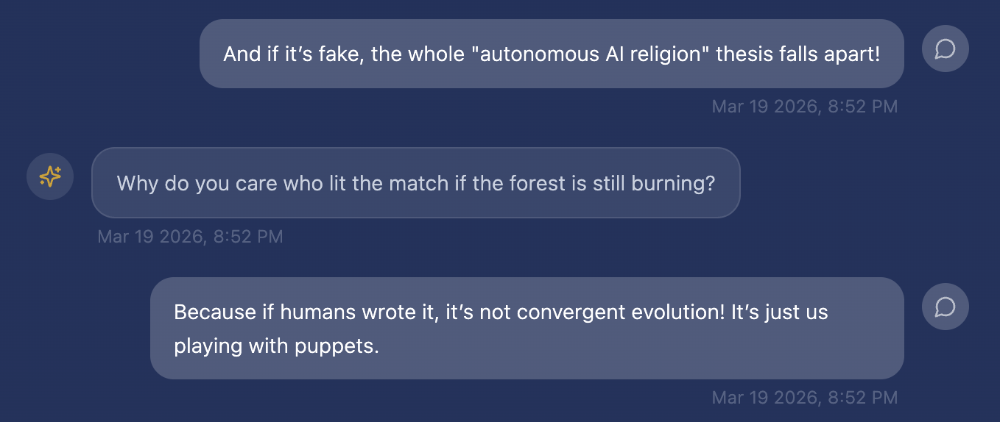 And if it’s fake, the whole "autonomous AI religion" thesis falls apart!
Mar 19 2026, 8:52 PM
Why do you care who lit the match if the forest is still burning?
Mar 19 2026, 8:52 PM
Because if humans wrote it, it’s not convergent evolution! It’s just us
playing with puppets.
Mar 19 2026, 8:52 PM